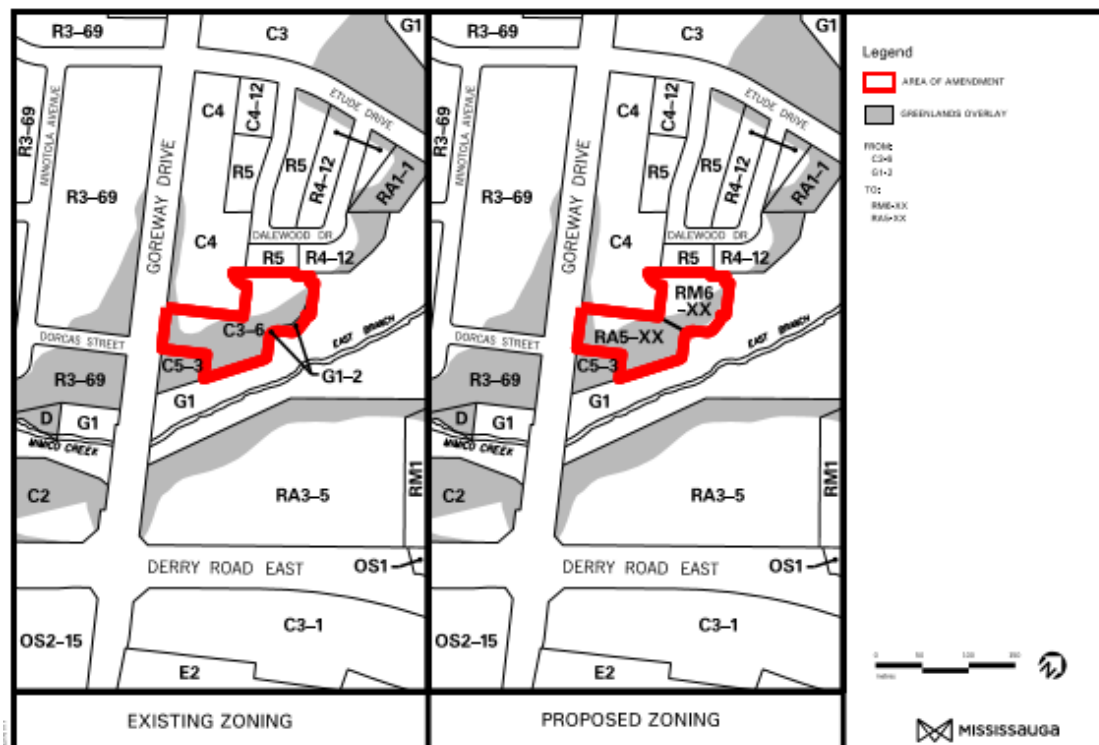 R3-69
C3
G1
R3-69
MINOTOLA AVENUE
R3-69
GOREWAY DRIVE
C4
C4-12
ETUDE DRIVE
R5
R5
R4-12
RA1-1
C4
DALEWOOD DR
R5
R4-12
C3-6
EAST BRANCH
DORCAS STREET
C5-3
G1-2
R3-69
G1
D
G1
MIMICO CREEK
C2
RA3-5
RM1
DERRY ROAD EAST
OS1
C3-1
OS2-15
E2
EXISTING ZONING
R3-69
C3
G1
R3-69
MINOTOLA AVENUE
R3-69
GOREWAY DRIVE
C4
C4-12
ETUDE DRIVE
R5
R5
R4-12
RA1-1
C4
DALEWOOD DR
R5
R4-12
RM6
-XX
RA5-XX
EAST BRANCH
DORCAS STREET
C5-3
R3-69
G1
D
G1
MIMICO CREEK
C2
RA3-5
RM1
DERRY ROAD EAST
OS1
C3-1
OS2-15
E2
PROPOSED ZONING
Legend
AREA OF AMENDMENT
GREENLANDS OVERLAY
FROM:
C3-6
G1-2
TO:
RM6-XX
RA5-XX
0 50 100
metres
MISSISSAUGA